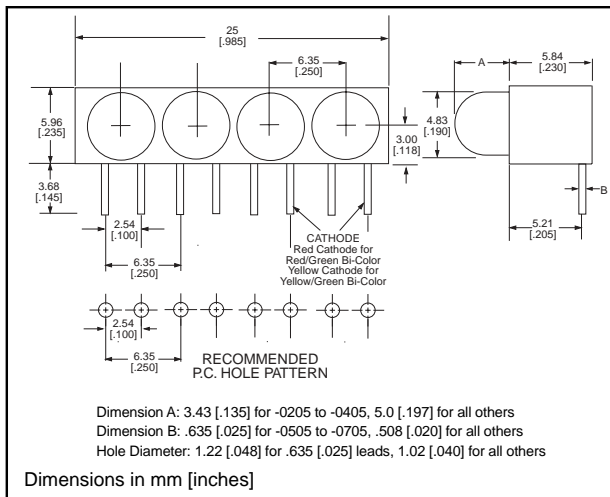 25
[.985]
6.35
[.250]
A
5.84
[.230]
5.96
[.235]
4.83
[.190]
3.00
[.118]
3.68
[.145]
B
2.54
[.100]
5.21
[.205]
CATHODE
Red Cathode for
Red/Green Bi-Color
Yellow Cathode for
Yellow/Green Bi-Color
6.35
[.250]
2.54
[.100]
6.35
[.250]
RECOMMENDED
P.C. HOLE PATTERN
Dimension A: 3.43 [.135] for -0205 to -0405, 5.0 [.197] for all others
Dimension B: .635 [.025] for -0505 to -0705, .508 [.020] for all others
Hole Diameter: 1.22 [.048] for .635 [.025] leads, 1.02 [.040] for all others
Dimensions in mm [inches]